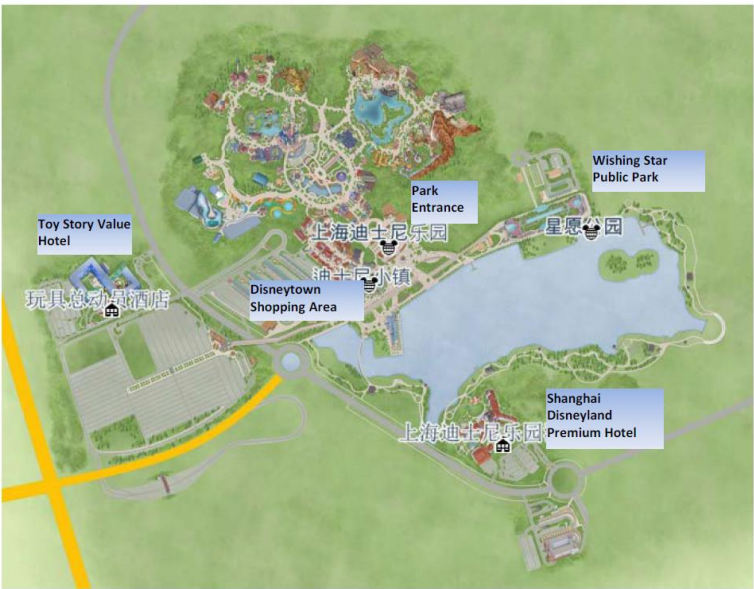 Wishing Star
Public Park
Park
Entrance
上海迪士尼乐园
星愿公园
Toy Story Value
Hotel
迪士尼小镇
Disneytown
Shopping Area
玩具总动员酒店
Shanghai
Disneyland
Premium Hotel
上海迪士尼乐园